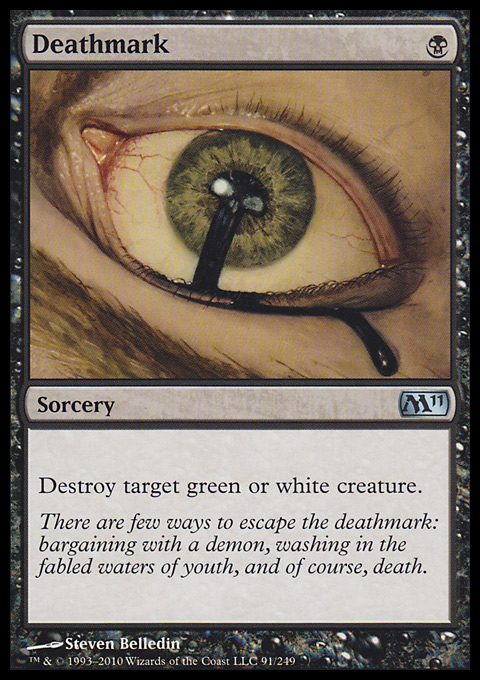 Deathmark
Sorcery
M11
Destroy target green or white creature.
There are few ways to escape the deathmark:
bargaining with a demon, washing in the
fabled waters of youth, and of course, death.
Steven Belledin
™ & © 1993–2010 Wizards of the Coast LLC 91/249